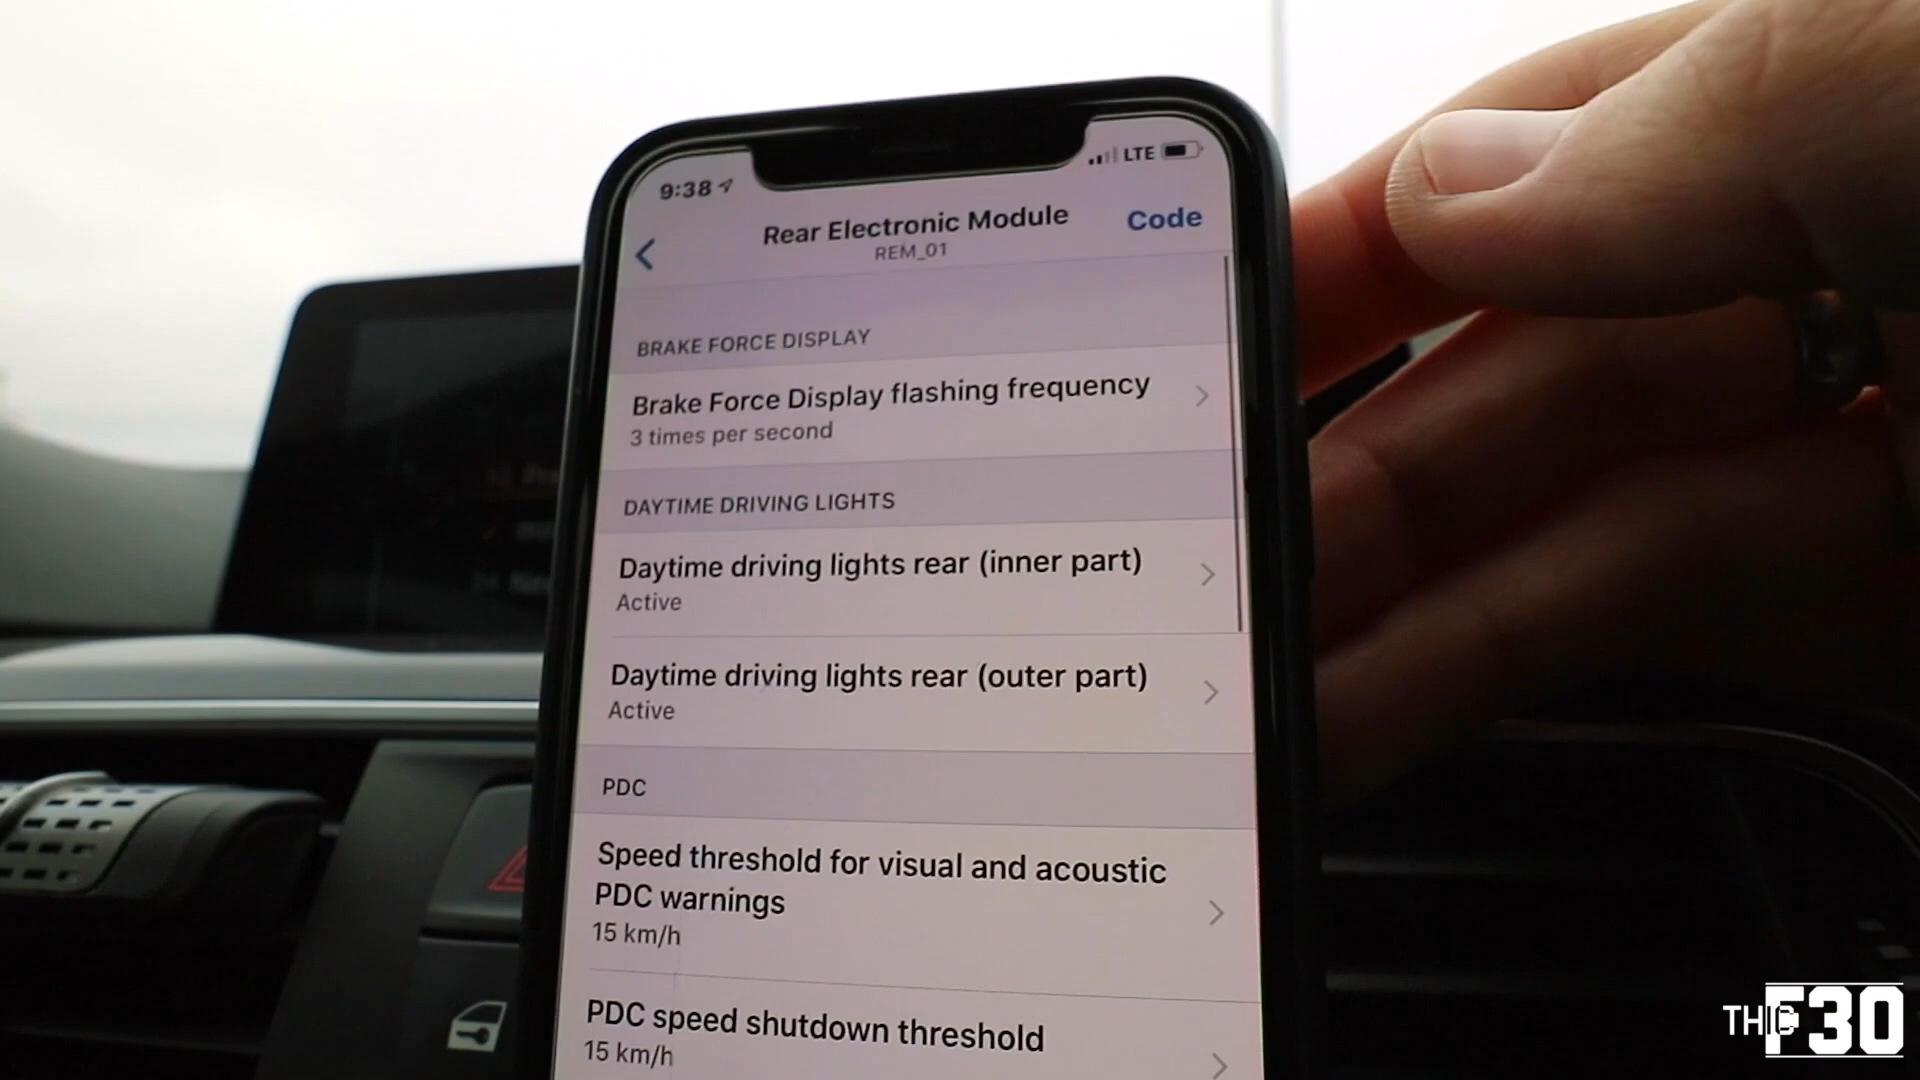 9:38
LTE
Rear Electronic Module
Code
REM_01
BRAKE FORCE DISPLAY
Brake Force Display flashing frequency
3 times per second
DAYTIME DRIVING LIGHTS
Daytime driving lights rear (inner part)
Active
Daytime driving lights rear (outer part)
Active
PDC
Speed threshold for visual and acoustic
PDC warnings
15 km/h
PDC speed shutdown threshold
15 km/h
F30